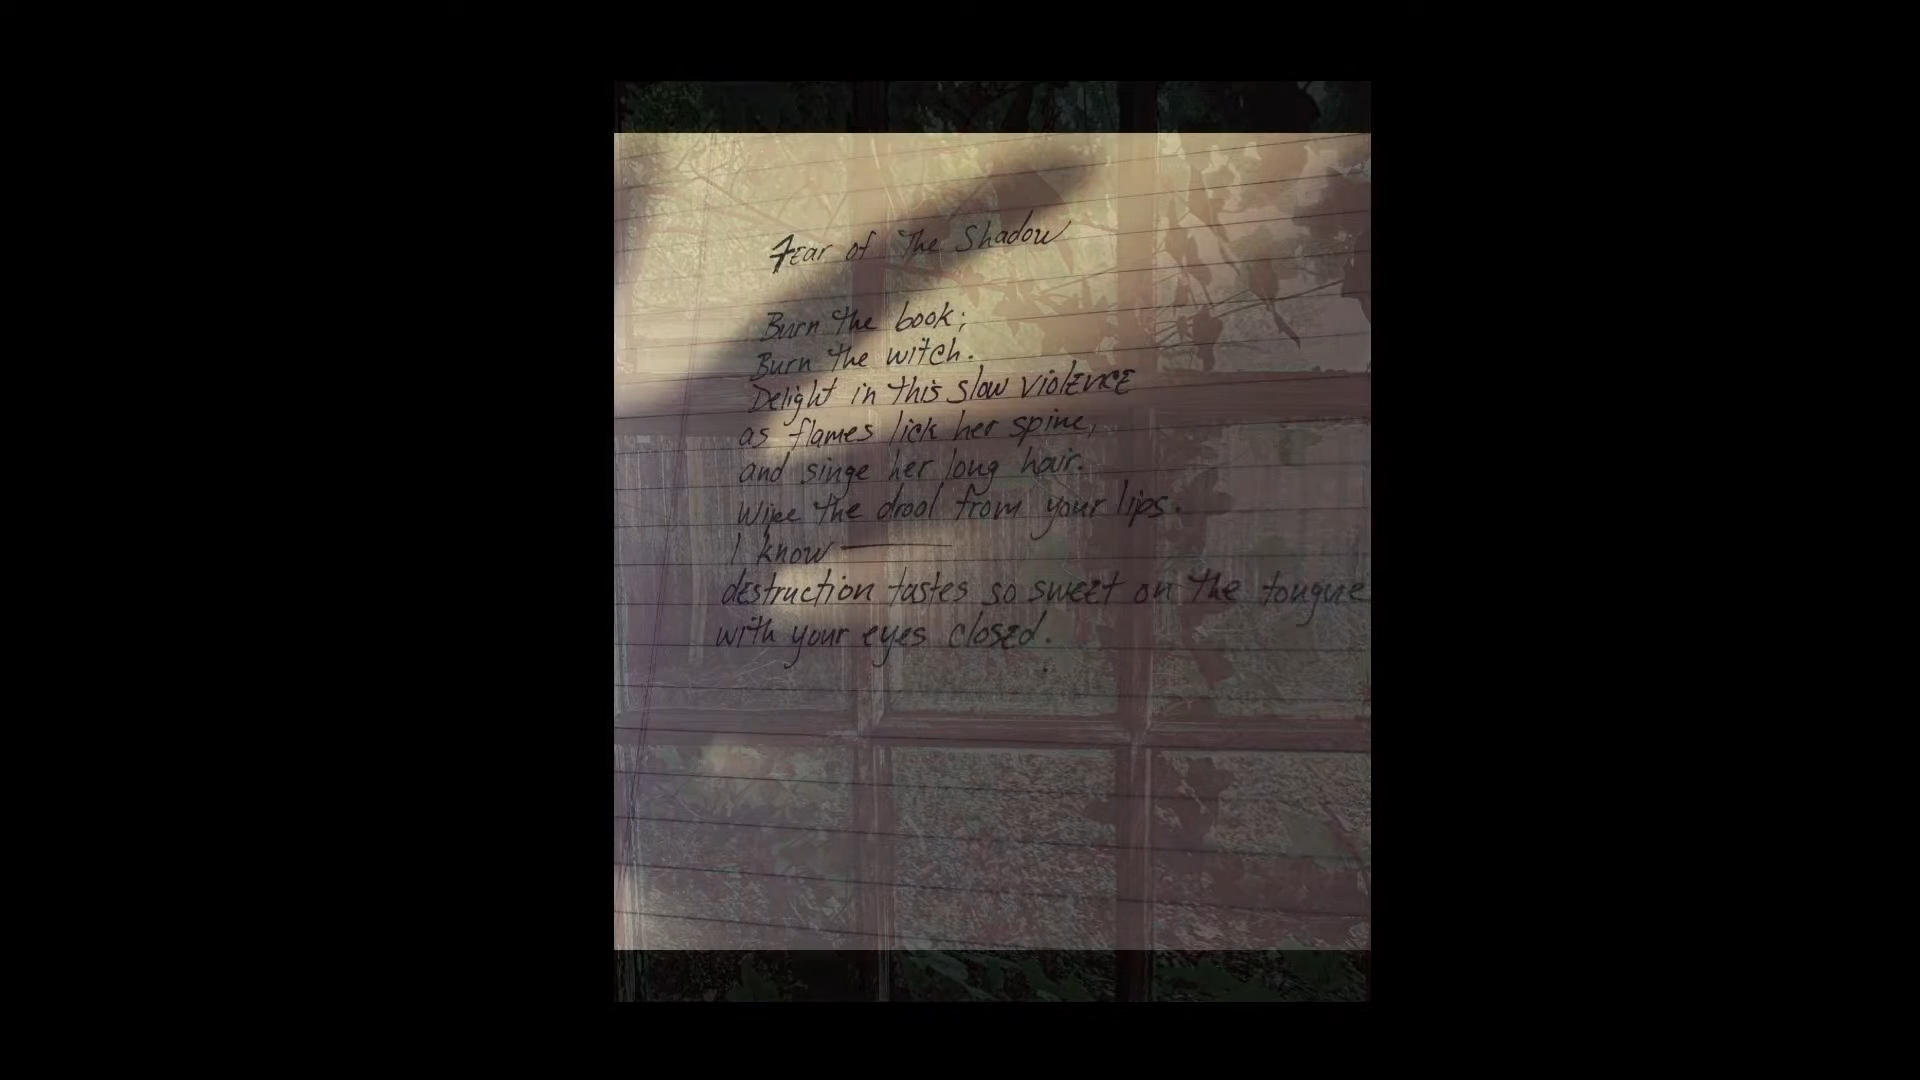 Fear of The Shadow
Burn the book;
Burn the witch.
Delight in this slow violence
as flames lick her spine,
and singe her long hair.
Wipe the drool from your lips.
I know —
destruction tastes so sweet on the tongue
with your eyes closed.